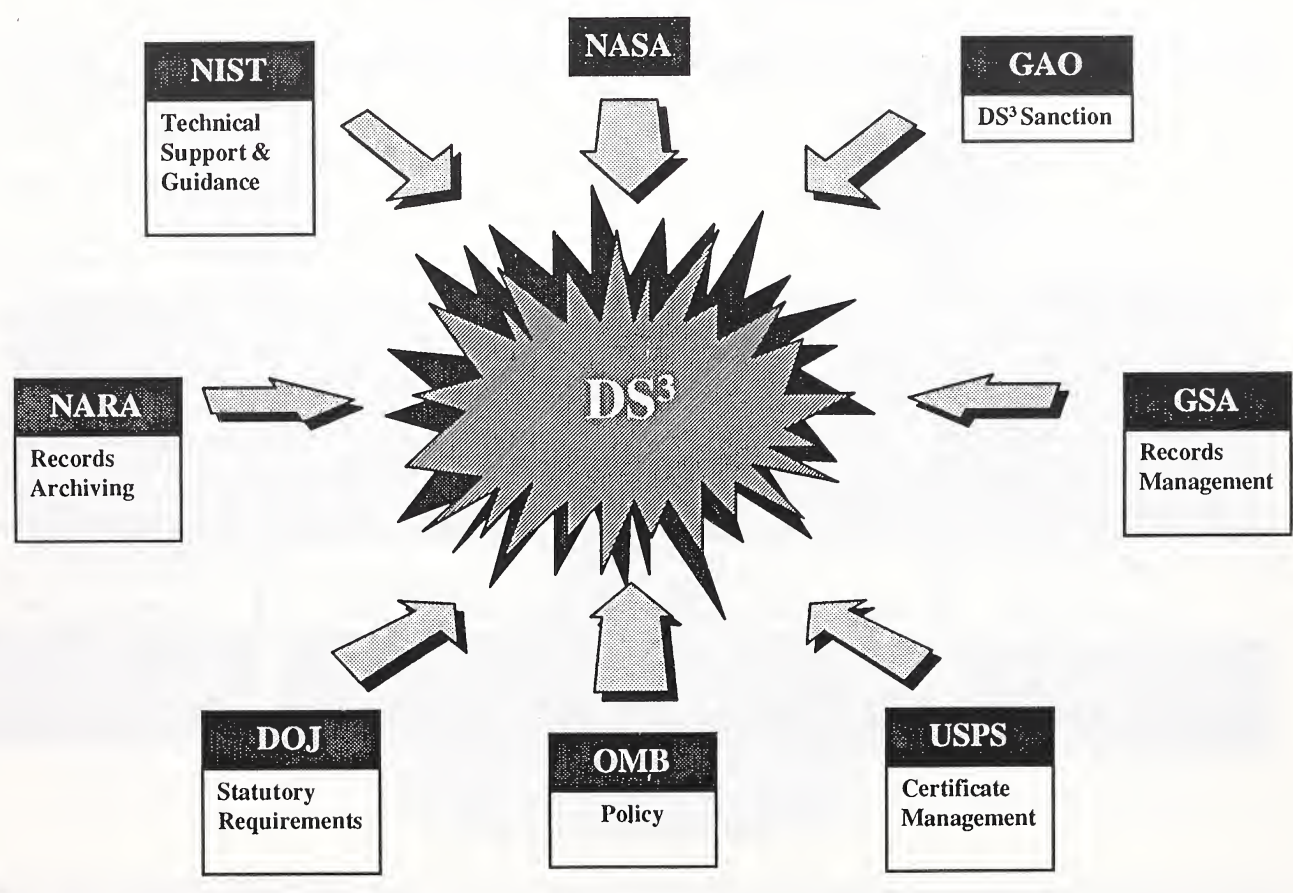 NASA
NIST
Technical
Support &
Guidance
GAO
DS³ Sanction
DS³
NARA
Records
Archiving
GSA
Records
Management
DOJ
Statutory
Requirements
OMB
Policy
USPS
Certificate
Management